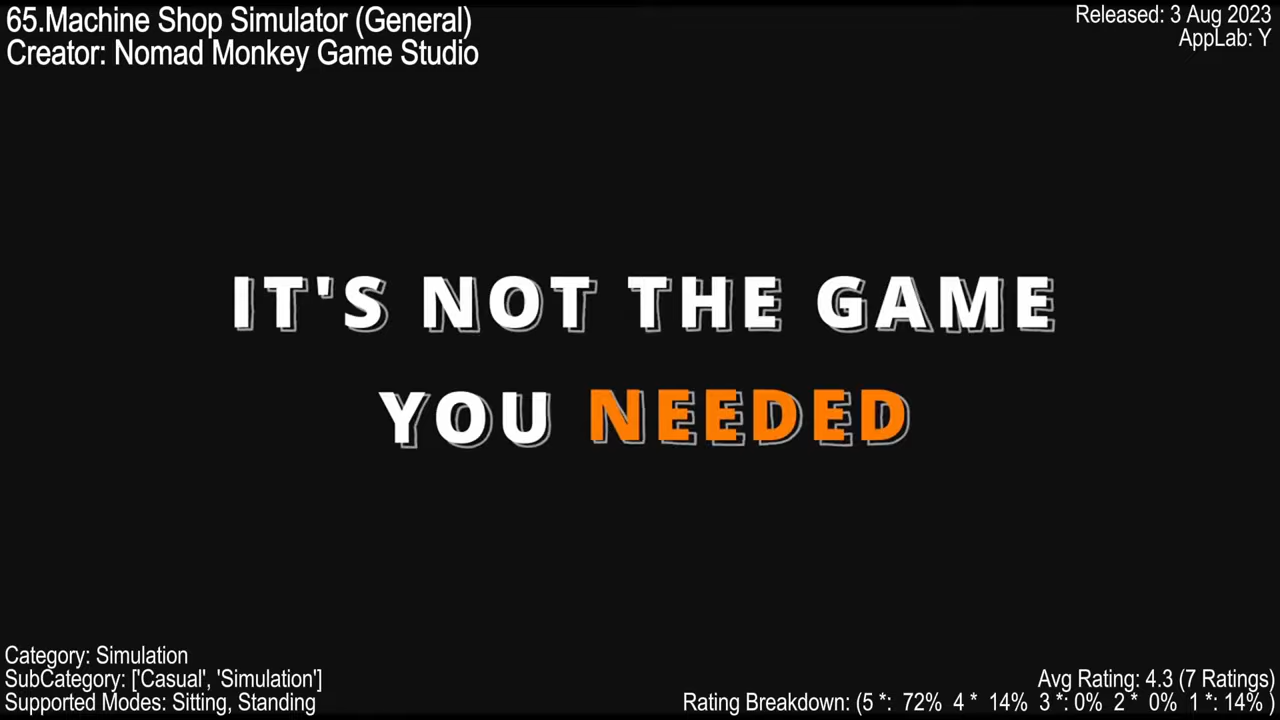 65.Machine Shop Simulator (General)
Creator: Nomad Monkey Game Studio
Released: 3 Aug 2023
AppLab: Y
IT'S NOT THE GAME
YOU NEEDED
Category: Simulation
SubCategory: ['Casual', 'Simulation']
Supported Modes: Sitting, Standing
Avg Rating: 4.3 (7 Ratings)
Rating Breakdown: (5 *: 72% 4 * 14% 3 *: 0% 2 * 0% 1 *: 14% )